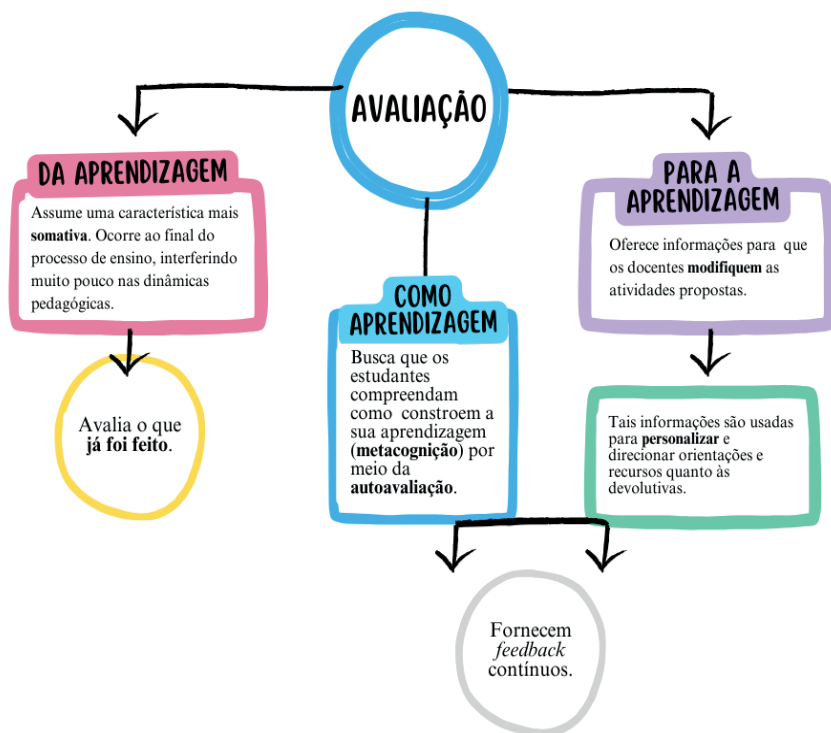 AVALIAÇÃO
DA APRENDIZAGEM
Assume uma característica mais
somativa. Ocorre ao final do
processo de ensino, interferindo
muito pouco nas dinâmicas
pedagógicas.
Avalia o que
já foi feito.
COMO
APRENDIZAGEM
Busca que os
estudantes
compreendam
como constroem a
sua aprendizagem
(metacognição) por
meio da
autoavaliação.
PARA A
APRENDIZAGEM
Oferece informações para que
os docentes modifiquem as
atividades propostas.
Tais informações são usadas
para personalizar e
direcionar orientações e
recursos quanto às
devolutivas.
Fornecem
feedback
contínuos.